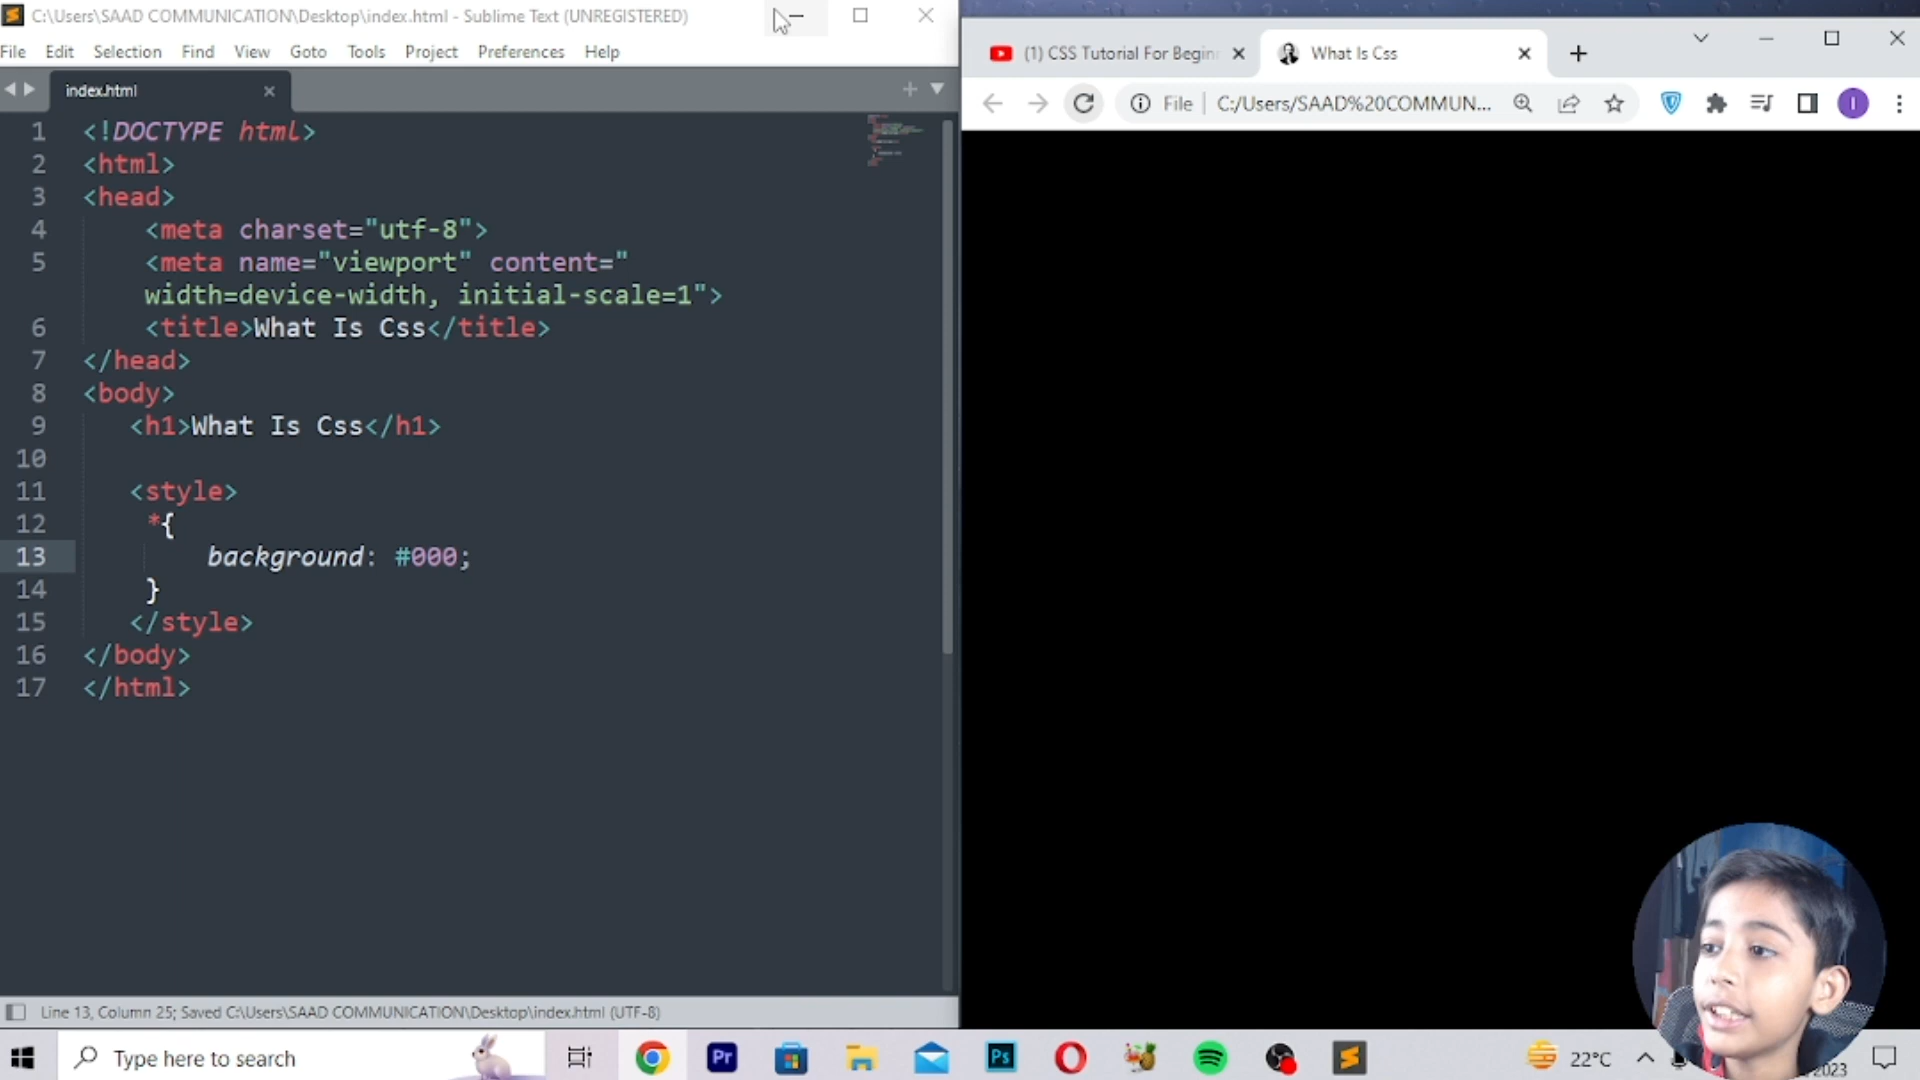 C:\Users\SAAD COMMUNICATION\Desktop\index.html - Sublime Text (UNREGISTERED)
File Edit Selection Find View Goto Tools Project Preferences Help
index.html
1 <!DOCTYPE html>
2 <html>
3 <head>
4 <meta charset="utf-8">
5 <meta name="viewport" content="
width=device-width, initial-scale=1">
6 <title>What Is Css</title>
7 </head>
8 <body>
9 <h1>What Is Css</h1>
10
11 <style>
12 *{
13 background: #000;
14 }
15 </style>
16 </body>
17 </html>
Line 13, Column 25; Saved C:\Users\SAAD COMMUNICATION\Desktop\index.html (UTF-8)
(1) CSS Tutorial For Begin
What Is Css
File C:/Users/SAAD%20COMMUN...
I
Type here to search
Pr
Ps
22°C
2023